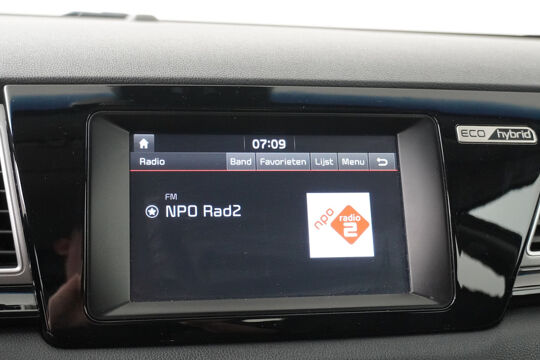 07:09
ECO hybrid
Radio Band Favorieten Lijst Menu
FM
NPO Rad2
npo radio 2